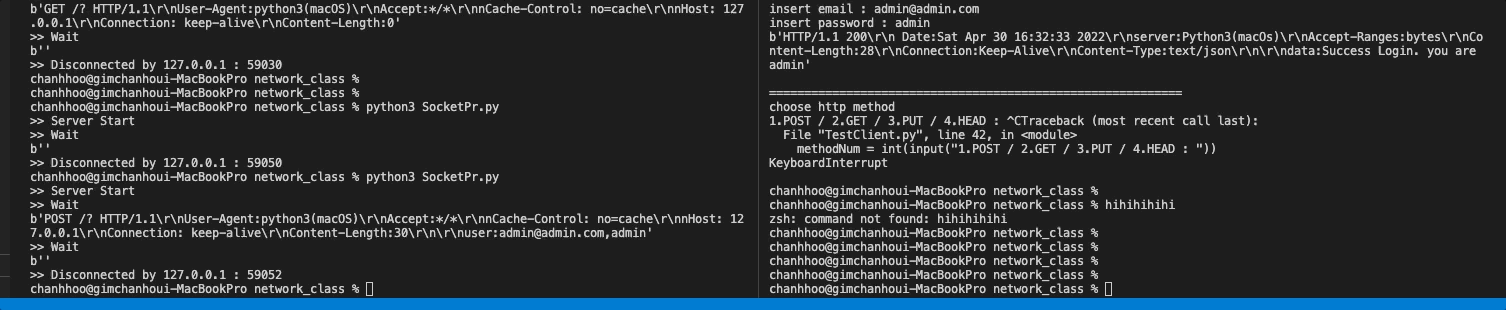 b'GET /? HTTP/1.1\r\nUser-Agent:python3(macOS)\r\nAccept:*/*\r\nnCache-Control: no=cache\r\nnHost: 127
.0.0.1\r\nConnection: keep-alive\r\nContent-Length:0'
>> Wait
b''
>> Disconnected by 127.0.0.1 : 59030
chanhhoo@gimchanhoui-MacBookPro network_class %
chanhhoo@gimchanhoui-MacBookPro network_class %
chanhhoo@gimchanhoui-MacBookPro network_class % python3 SocketPr.py
>> Server Start
>> Wait
b''
>> Disconnected by 127.0.0.1 : 59050
chanhhoo@gimchanhoui-MacBookPro network_class % python3 SocketPr.py
>> Server Start
>> Wait
b'POST /? HTTP/1.1\r\nUser-Agent:python3(macOS)\r\nAccept:*/*\r\nnCache-Control: no=cache\r\nnHost: 12
7.0.0.1\r\nConnection: keep-alive\r\nContent-Length:30\r\n\r\nuser:admin@admin.com,admin'
>> Wait
b''
>> Disconnected by 127.0.0.1 : 59052
chanhhoo@gimchanhoui-MacBookPro network_class %
insert email : admin@admin.com
insert password : admin
b'HTTP/1.1 200\r\n Date:Sat Apr 30 16:32:33 2022\r\nserver:Python3(macOs)\r\nAccept-Ranges:bytes\r\nCo
ntent-Length:28\r\nConnection:Keep-Alive\r\nContent-Type:text/json\r\n\r\ndata:Success Login. you are
admin'
===========================================================
choose http method
1.POST / 2.GET / 3.PUT / 4.HEAD : ^CTraceback (most recent call last):
  File "TestClient.py", line 42, in <module>
    methodNum = int(input("1.POST / 2.GET / 3.PUT / 4.HEAD : "))
KeyboardInterrupt
chanhhoo@gimchanhoui-MacBookPro network_class %
chanhhoo@gimchanhoui-MacBookPro network_class % hihihihihi
zsh: command not found: hihihihihi
chanhhoo@gimchanhoui-MacBookPro network_class %
chanhhoo@gimchanhoui-MacBookPro network_class %
chanhhoo@gimchanhoui-MacBookPro network_class %
chanhhoo@gimchanhoui-MacBookPro network_class %
chanhhoo@gimchanhoui-MacBookPro network_class %